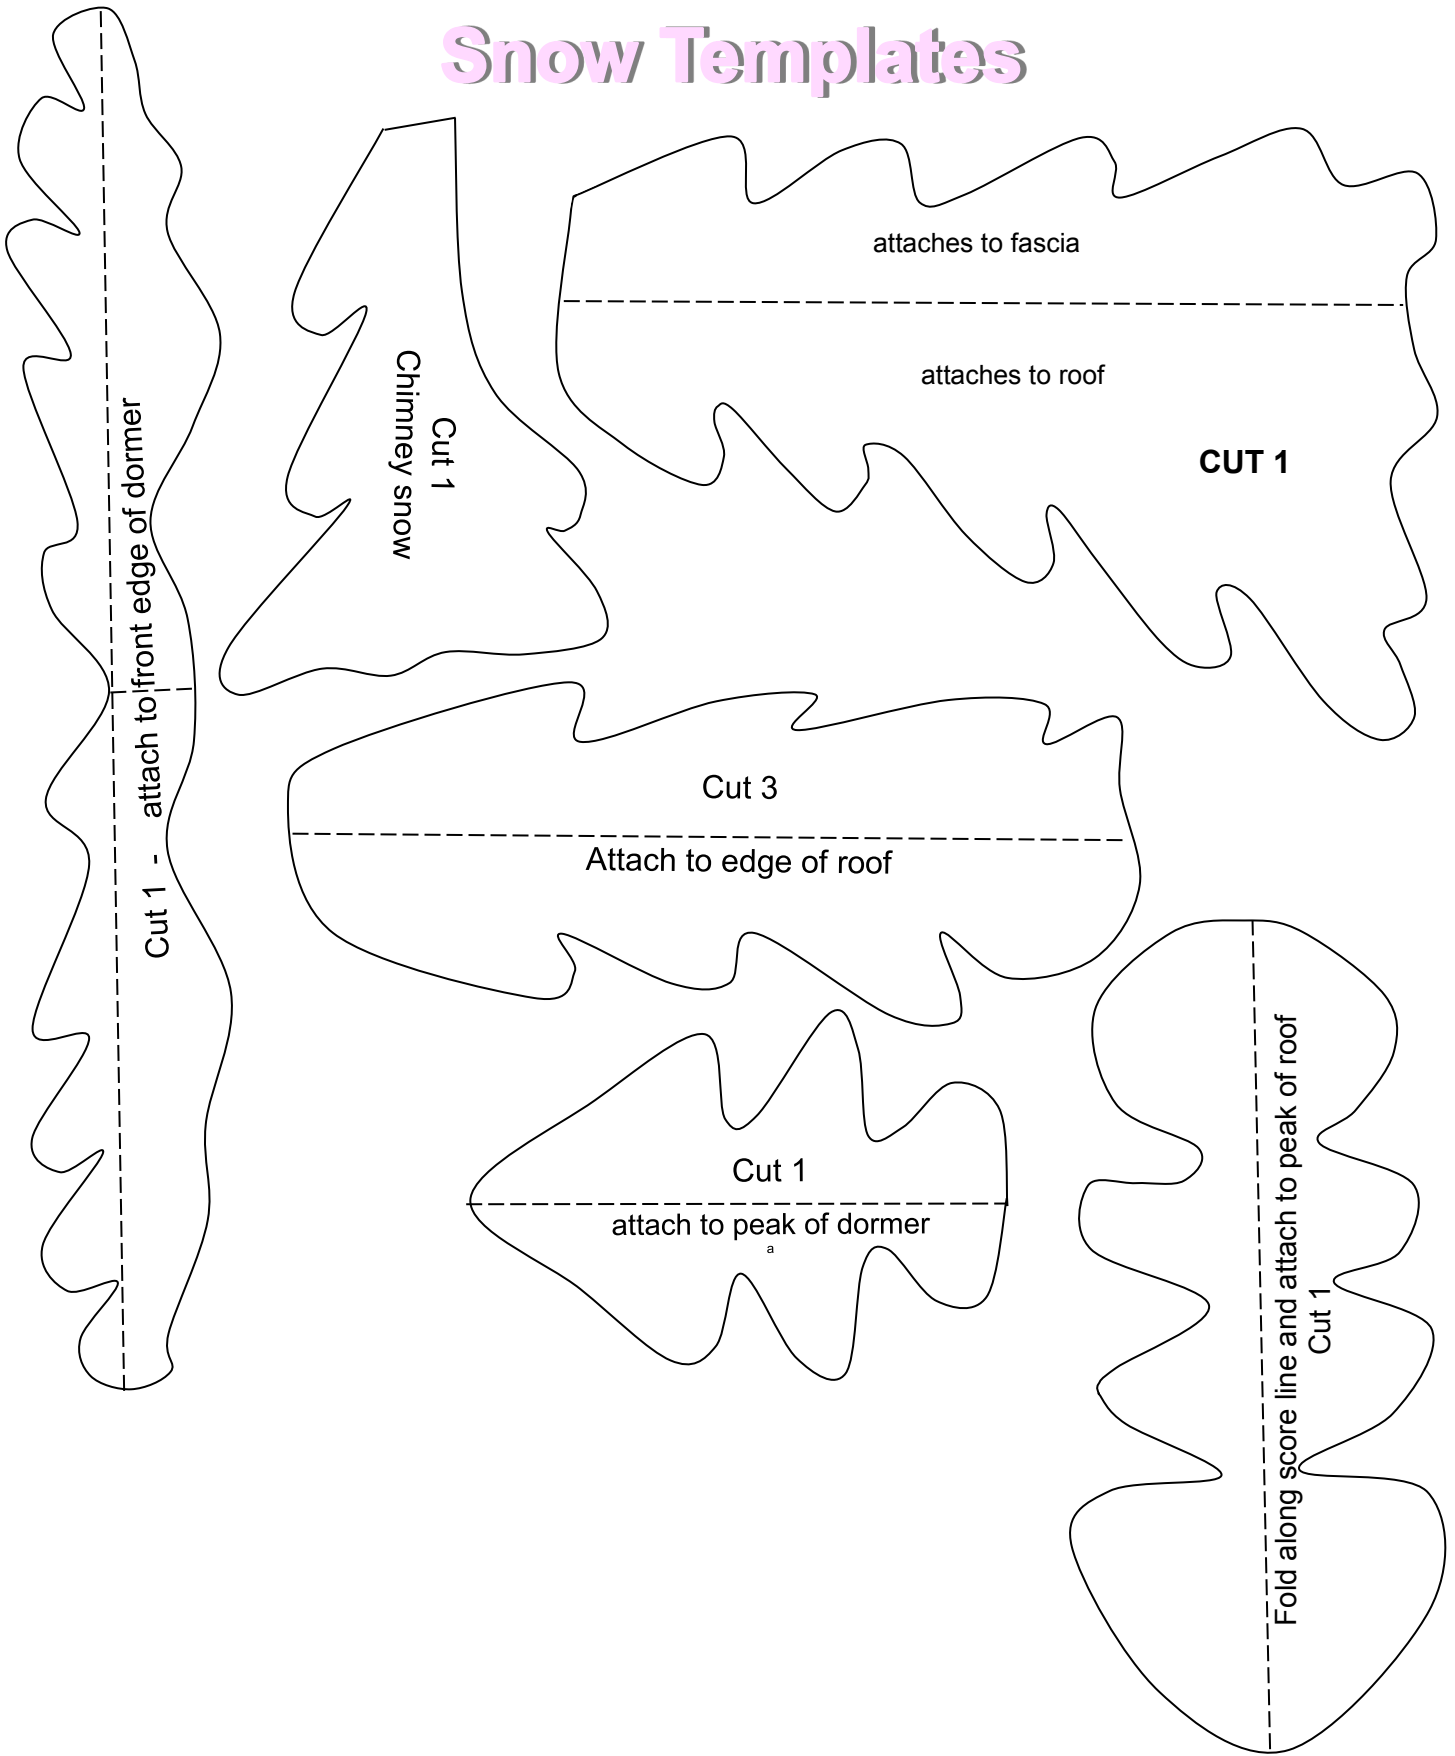 Snow Templates
attaches to fascia
attaches to roof
CUT 1
Cut 1
Chimney snow
Cut 1 - attach to front edge of dormer
Cut 3
Attach to edge of roof
Cut 1
attach to peak of dormer
a
Fold along score line and attach to peak of roof
Cut 1